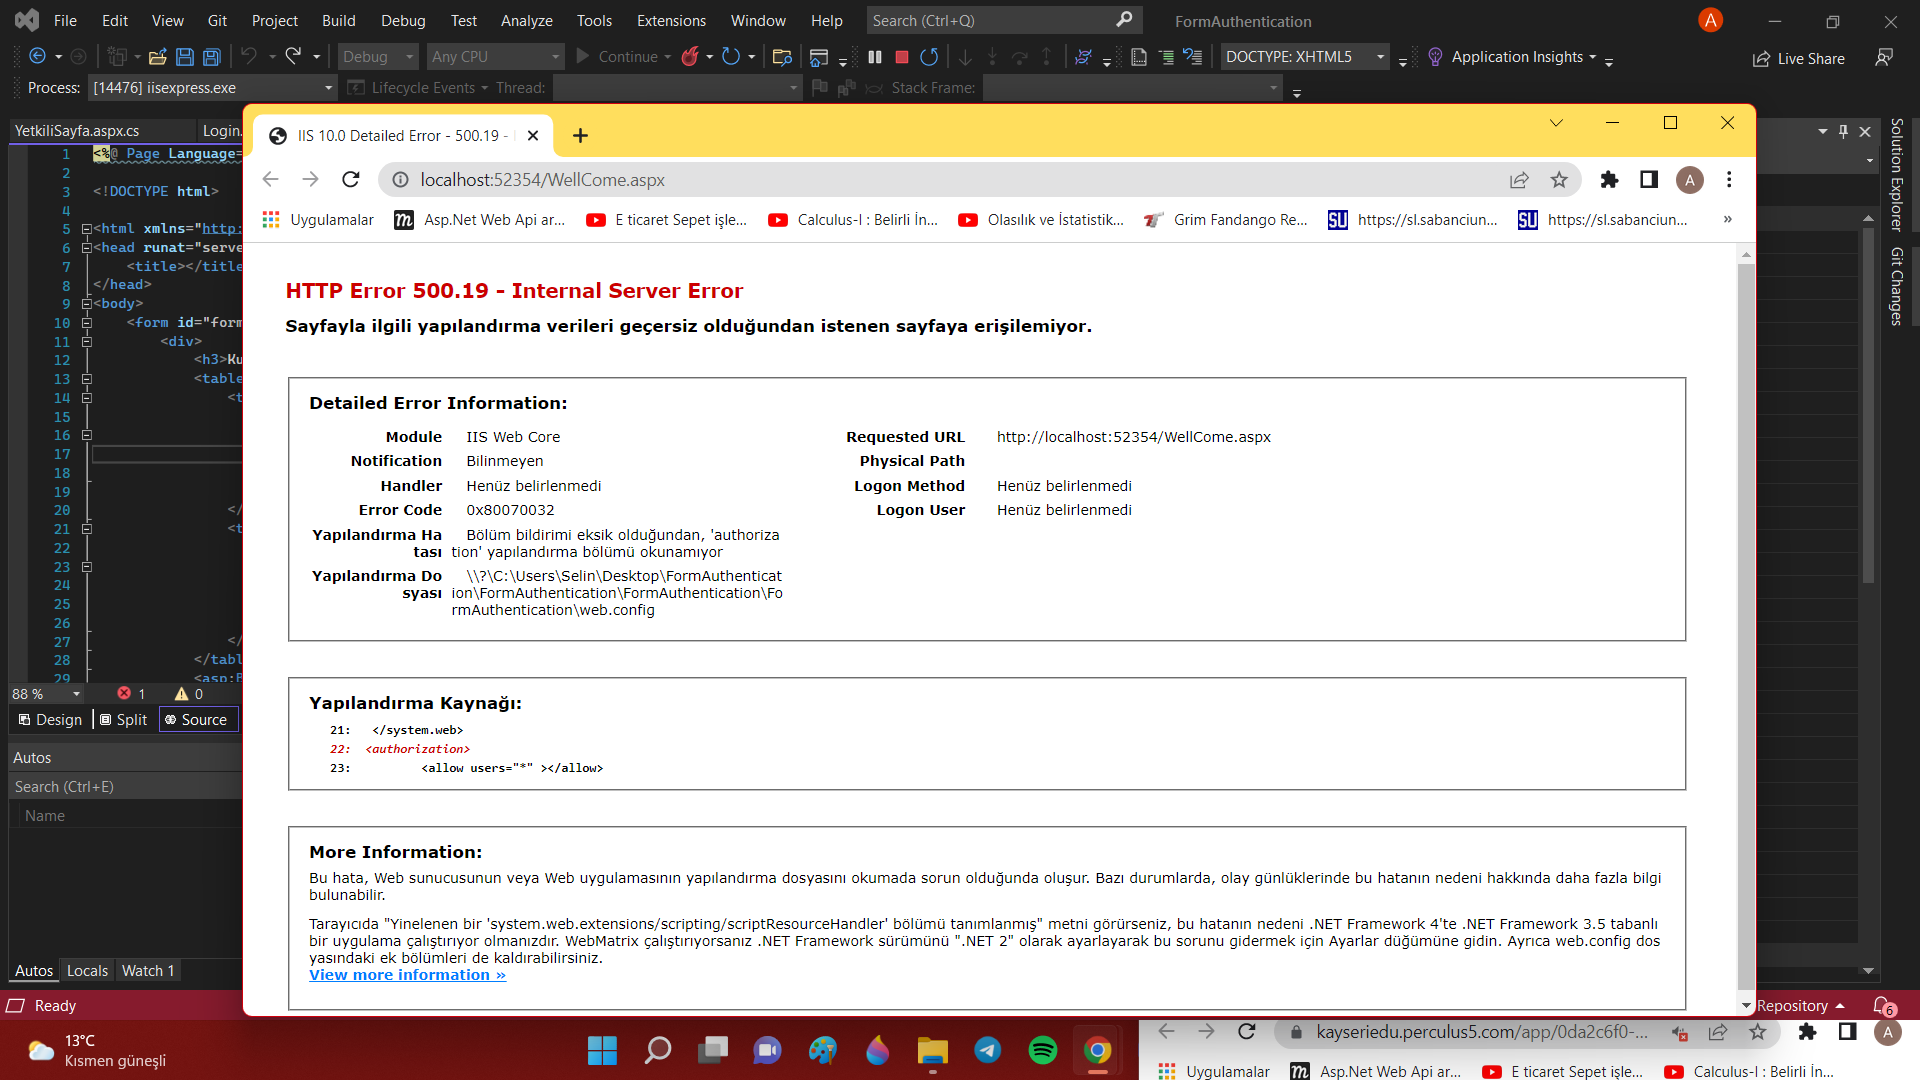 File Edit View Git Project Build Debug Test Analyze Tools Extensions Window Help Search (Ctrl+Q) FormAuthentication A
Debug Any CPU Continue DOCTYPE: XHTML5 Application Insights Live Share
Process: [14476] iisexpress.exe Lifecycle Events Thread: Stack Frame:
YetkiliSayfa.aspx.cs Login.
IIS 10.0 Detailed Error - 500.19 -
localhost:52354/WellCome.aspx A
Uygulamalar Asp.Net Web Api ar... E ticaret Sepet işle... Calculus-I : Belirli İn... Olasılık ve İstatistik... Grim Fandango Re... SU https://sl.sabanciun... SU https://sl.sabanciun... »
1 <%@ Page Language=
2
3 <!DOCTYPE html>
4
5 <html xmlns="http:
6 <head runat="serve
7 <title></title
8 </head>
9 <body>
10 <form id="form
11 <div>
12 <h3>Ku
13 <table
14 <t
15
16
17
18
19
20 </
21 <t
22
23
24
25
26
27 </
28 </tabl
29 <asp:B
88 % 1 0
Design Split Source
Autos
Search (Ctrl+E)
Name
Autos Locals Watch 1
HTTP Error 500.19 - Internal Server Error
Sayfayla ilgili yapılandırma verileri geçersiz olduğundan istenen sayfaya erişilemiyor.
Detailed Error Information:
Module IIS Web Core
Notification Bilinmeyen
Handler Henüz belirlenmedi
Error Code 0x80070032
Yapılandırma Ha
tası
Bölüm bildirimi eksik olduğundan, 'authoriza
tion' yapılandırma bölümü okunamıyor
Yapılandırma Do
syası
\\?\C:\Users\Selin\Desktop\FormAuthenticat
ion\FormAuthentication\FormAuthentication\Fo
rmAuthentication\web.config
Requested URL http://localhost:52354/WellCome.aspx
Physical Path
Logon Method Henüz belirlenmedi
Logon User Henüz belirlenmedi
Yapılandırma Kaynağı:
21: </system.web>
22: <authorization>
23: <allow users="*" ></allow>
More Information:
Bu hata, Web sunucusunun veya Web uygulamasının yapılandırma dosyasını okumada sorun olduğunda oluşur. Bazı durumlarda, olay günlüklerinde bu hatanın nedeni hakkında daha fazla bilgi
bulunabilir.
Tarayıcıda "Yinelenen bir 'system.web.extensions/scripting/scriptResourceHandler' bölümü tanımlanmış" metni görürseniz, bu hatanın nedeni .NET Framework 4'te .NET Framework 3.5 tabanlı
bir uygulama çalıştırıyor olmanızdır. WebMatrix çalıştırıyorsanız .NET Framework sürümünü ".NET 2" olarak ayarlayarak bu sorunu gidermek için Ayarlar düğümüne gidin. Ayrıca web.config dos
yasındaki ek bölümleri de kaldırabilirsiniz.
View more information »
Solution Explorer
Git Changes
Ready
Repository 6
13°C
Kısmen güneşli
kayseriedu.perculus5.com/app/0da2c6f0-... A
Uygulamalar Asp.Net Web Api ar... E ticaret Sepet işle... Calculus-I : Belirli İn...